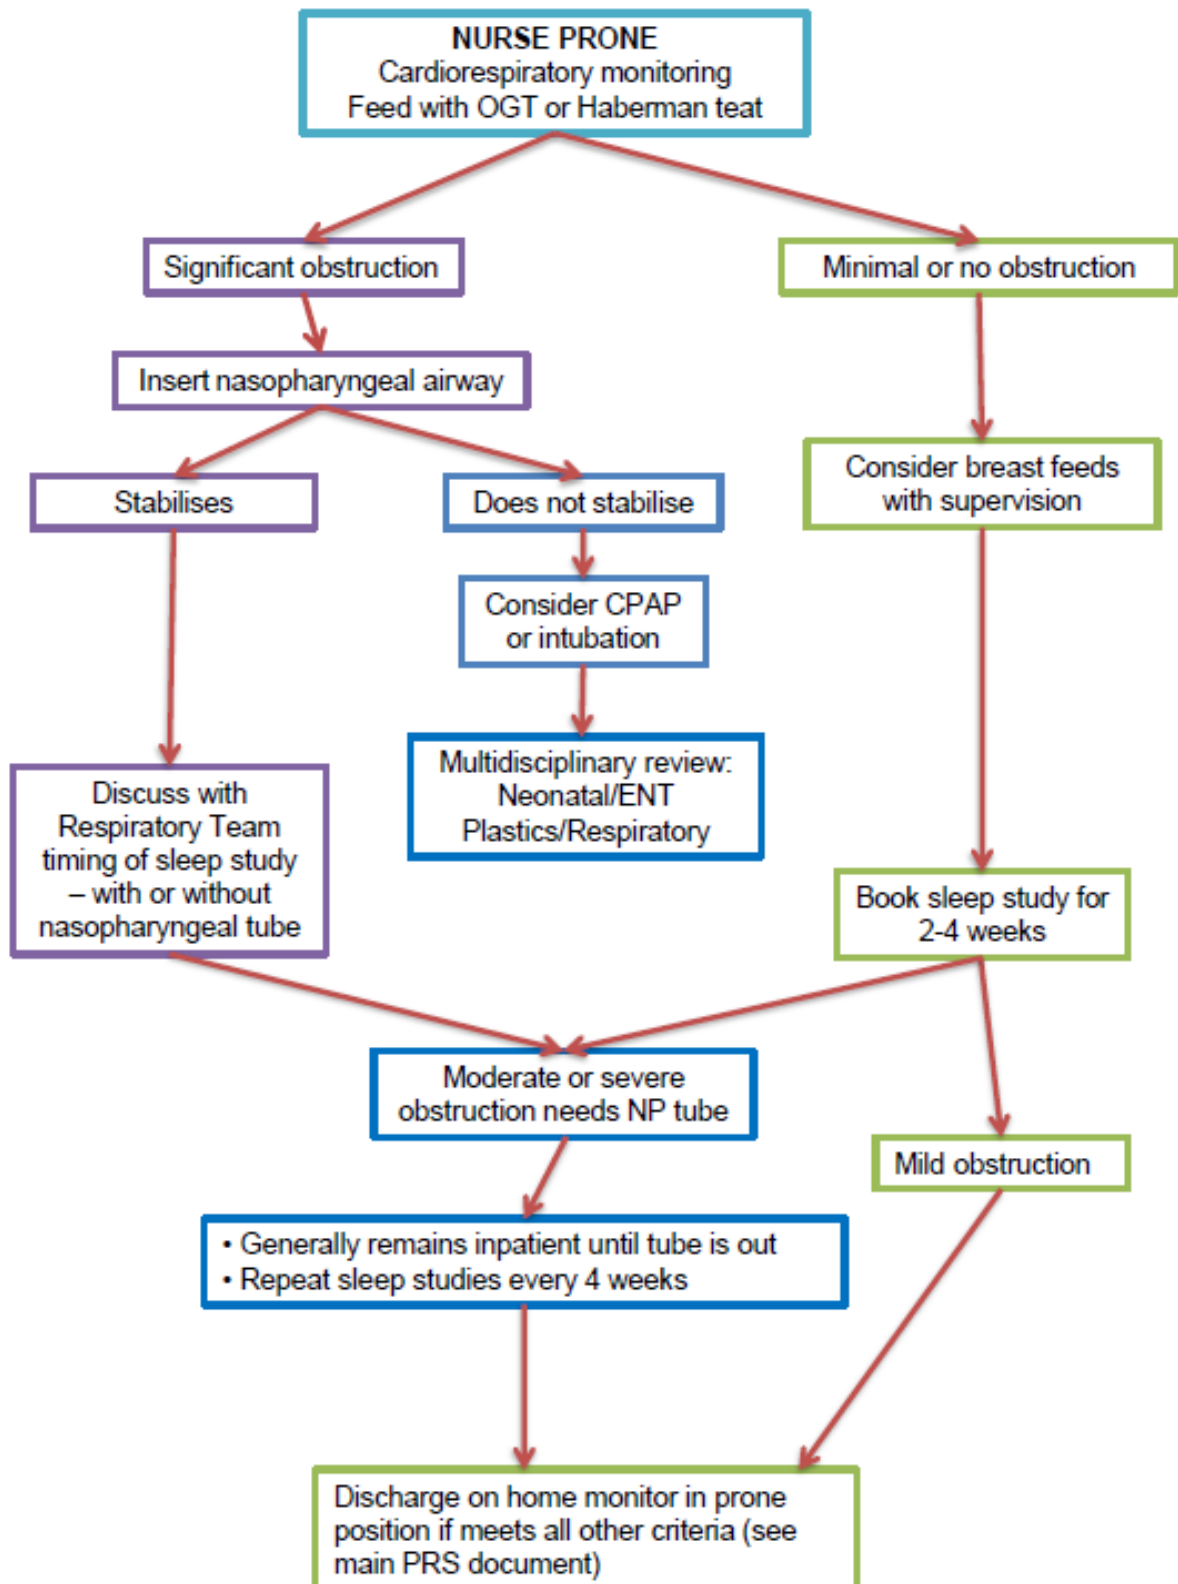 NURSE PRONE
Cardiorespiratory monitoring
Feed with OGT or Haberman teat
Significant obstruction
Minimal or no obstruction
Insert nasopharyngeal airway
Consider breast feeds
with supervision
Stabilises
Does not stabilise
Consider CPAP
or intubation
Multidisciplinary review:
Neonatal/ENT
Plastics/Respiratory
Discuss with
Respiratory Team
timing of sleep study
– with or without
nasopharyngeal tube
Book sleep study for
2-4 weeks
Moderate or severe
obstruction needs NP tube
Mild obstruction
• Generally remains inpatient until tube is out
• Repeat sleep studies every 4 weeks
Discharge on home monitor in prone
position if meets all other criteria (see
main PRS document)